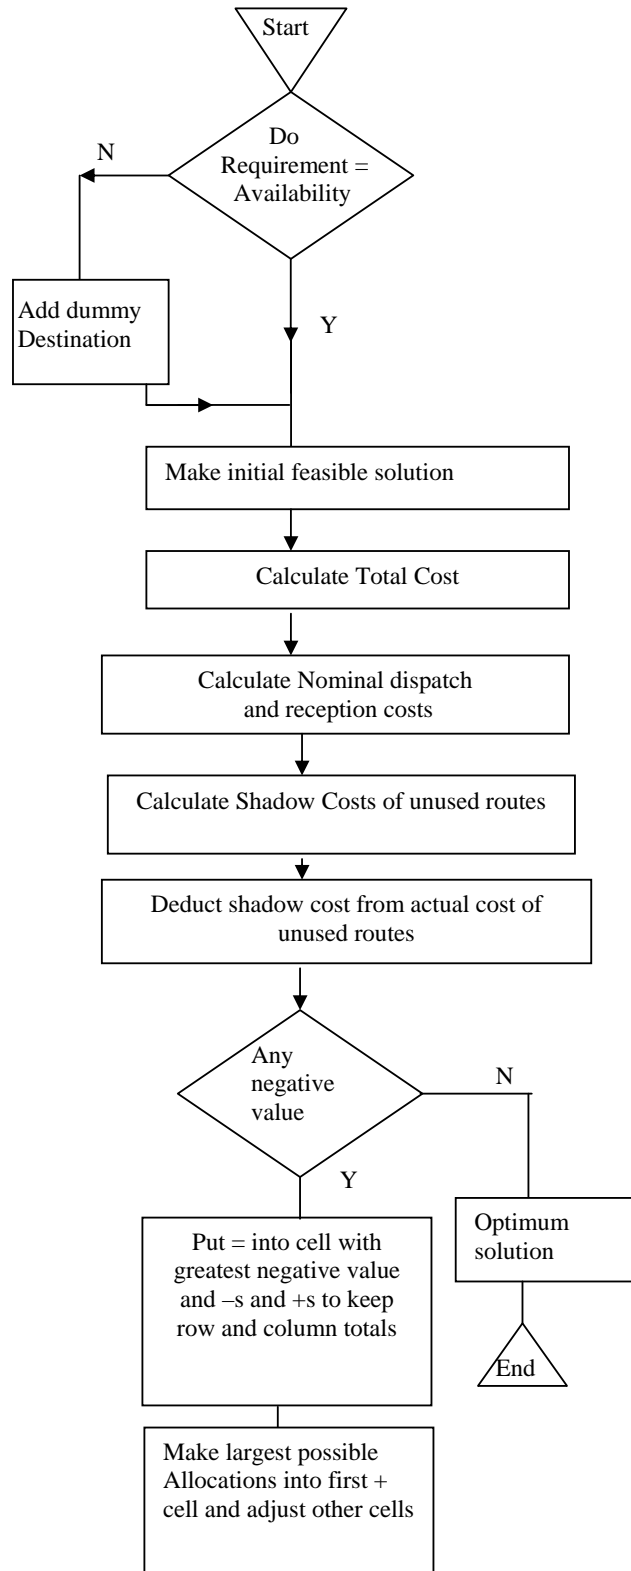 Start
Do
Requirement =
Availability
N
Y
Add dummy
Destination
Make initial feasible solution
Calculate Total Cost
Calculate Nominal dispatch
and reception costs
Calculate Shadow Costs of unused routes
Deduct shadow cost from actual cost of
unused routes
Any
negative
value
N
Y
Optimum
solution
Put = into cell with
greatest negative value
and –s and +s to keep
row and column totals
End
Make largest possible
Allocations into first +
cell and adjust other cells